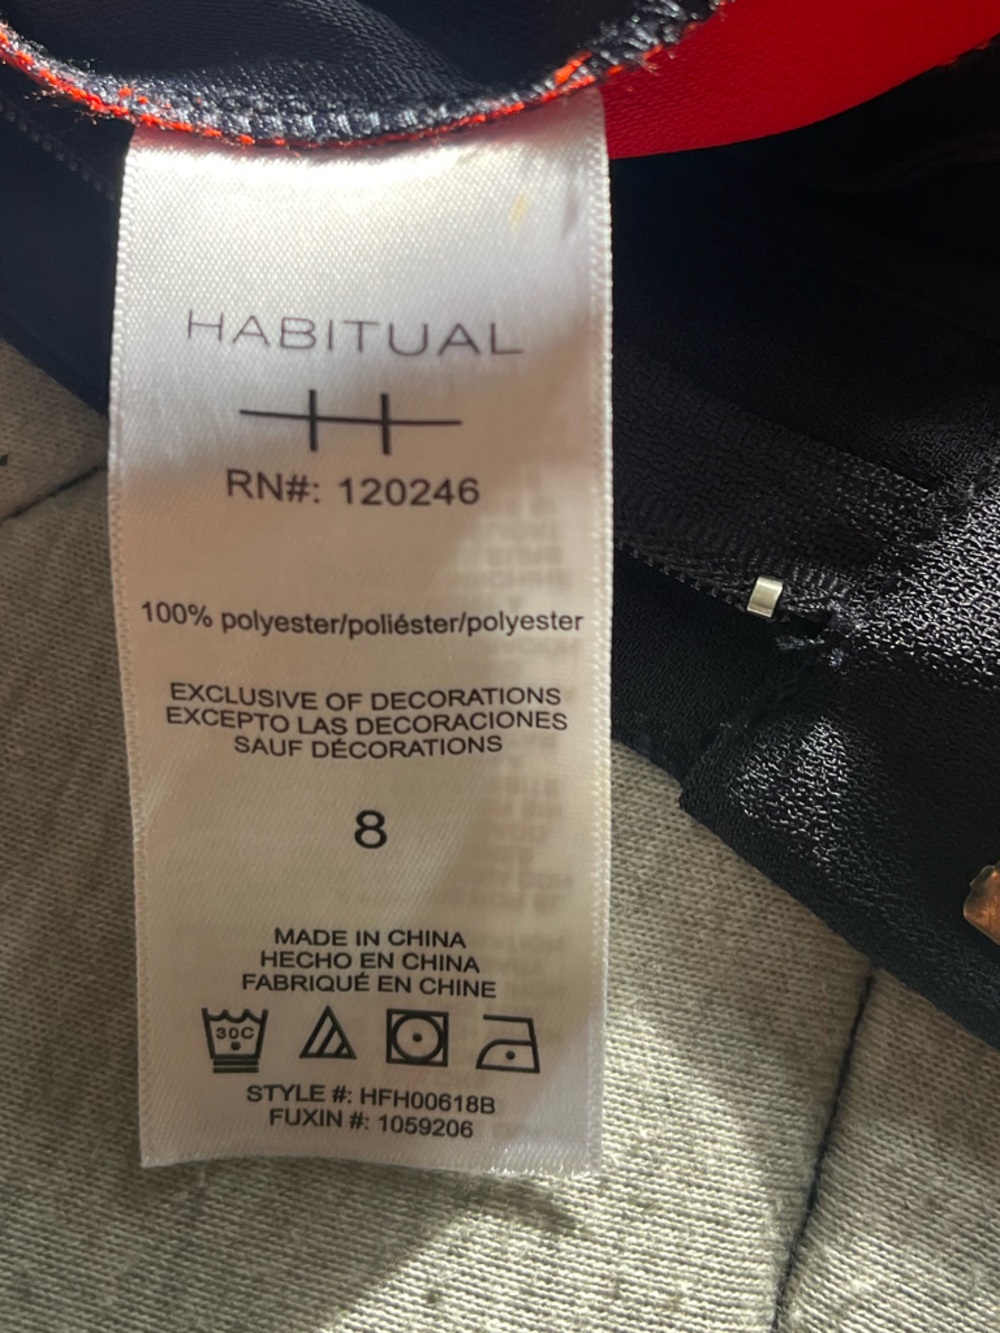 HABITUAL
RN#: 120246
100% polyester/poliéster/polyester
EXCLUSIVE OF DECORATIONS
EXCEPTO LAS DECORACIONES
SAUF DÉCORATIONS
8
MADE IN CHINA
HECHO EN CHINA
FABRIQUÉ EN CHINE
30C
STYLE #: HFH00618B
FUXIN #: 1059206